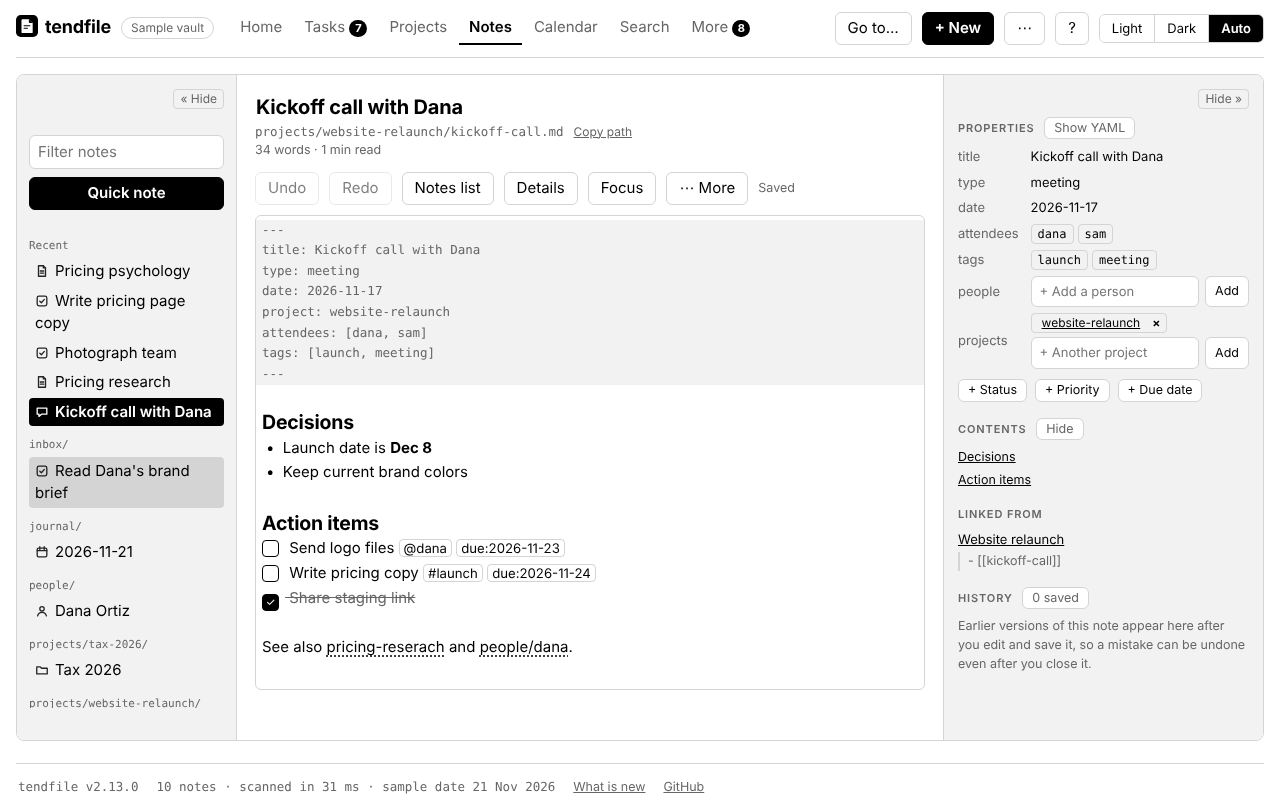 tendfile Sample vault Home Tasks 7 Projects Notes Calendar Search More 8 Go to... + New ··· ? Light Dark Auto
« Hide
Filter notes
Quick note
Recent
Pricing psychology
Write pricing page
copy
Photograph team
Pricing research
Kickoff call with Dana
inbox/
Read Dana's brand
brief
journal/
2026-11-21
people/
Dana Ortiz
projects/tax-2026/
Tax 2026
projects/website-relaunch/
Kickoff call with Dana
projects/website-relaunch/kickoff-call.md Copy path
34 words · 1 min read
Undo Redo Notes list Details Focus ··· More Saved
---
title: Kickoff call with Dana
type: meeting
date: 2026-11-17
project: website-relaunch
attendees: [dana, sam]
tags: [launch, meeting]
---
Decisions
• Launch date is Dec 8
• Keep current brand colors
Action items
Send logo files @dana due:2026-11-23
Write pricing copy #launch due:2026-11-24
Share staging link
See also pricing-reserach and people/dana.
Hide »
PROPERTIES Show YAML
title Kickoff call with Dana
type meeting
date 2026-11-17
attendees dana sam
tags launch meeting
people + Add a person Add
website-relaunch ×
projects
+ Another project Add
+ Status + Priority + Due date
CONTENTS Hide
Decisions
Action items
LINKED FROM
Website relaunch
- [[kickoff-call]]
HISTORY 0 saved
Earlier versions of this note appear here after
you edit and save it, so a mistake can be undone
even after you close it.
tendfile v2.13.0 10 notes · scanned in 31 ms · sample date 21 Nov 2026 What is new GitHub